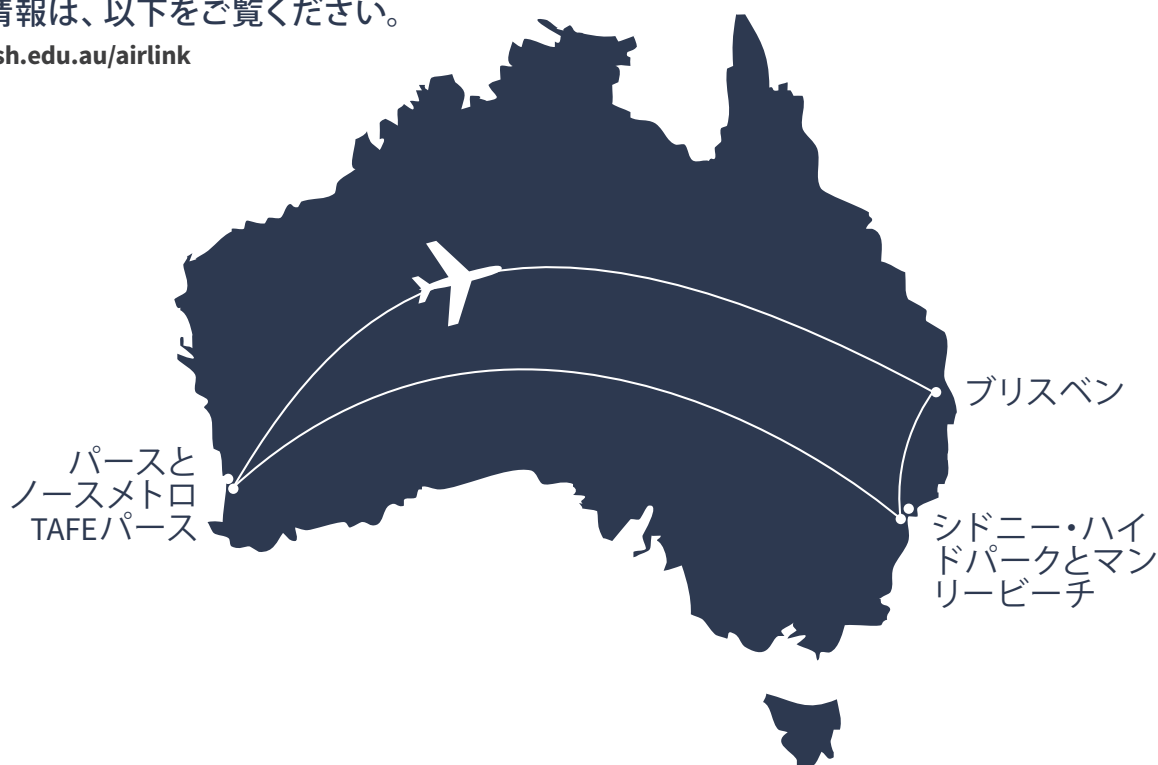 情報は、以下をご覧ください。
sh.edu.au/airlink
ブリスベン
パースと
ノースメトロ
TAFEパース
シドニー・ハイ
ドパークとマン
リービーチ